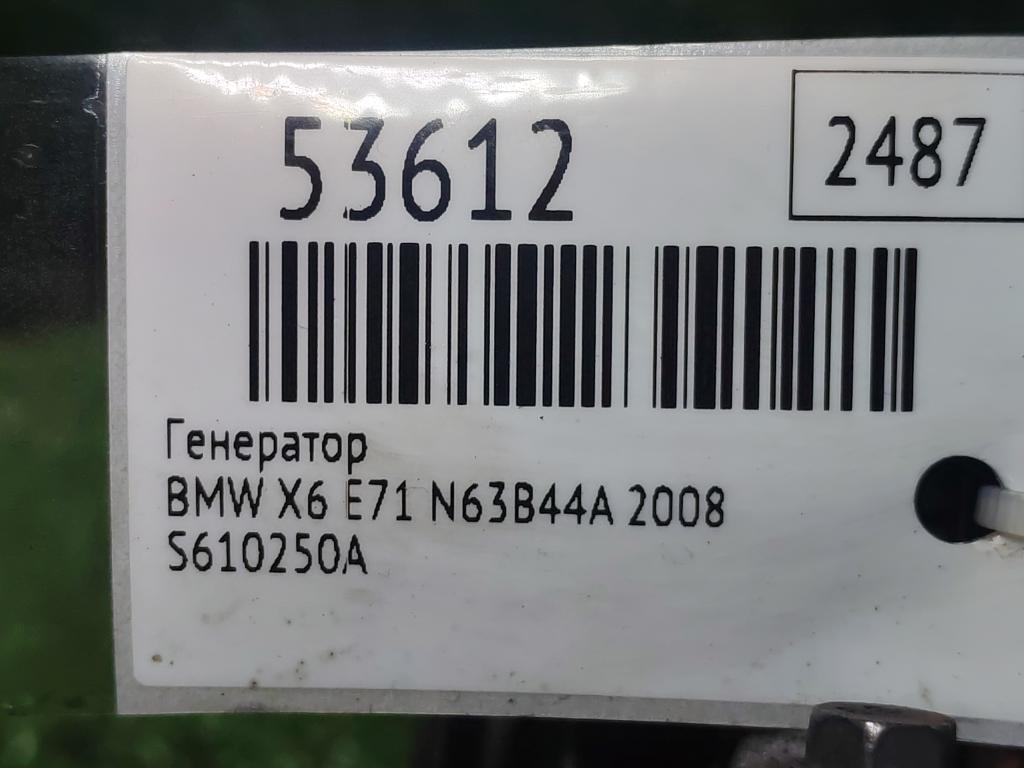 53612
2487
Генератор
BMW X6 E71 N63B44A 2008
S610250A